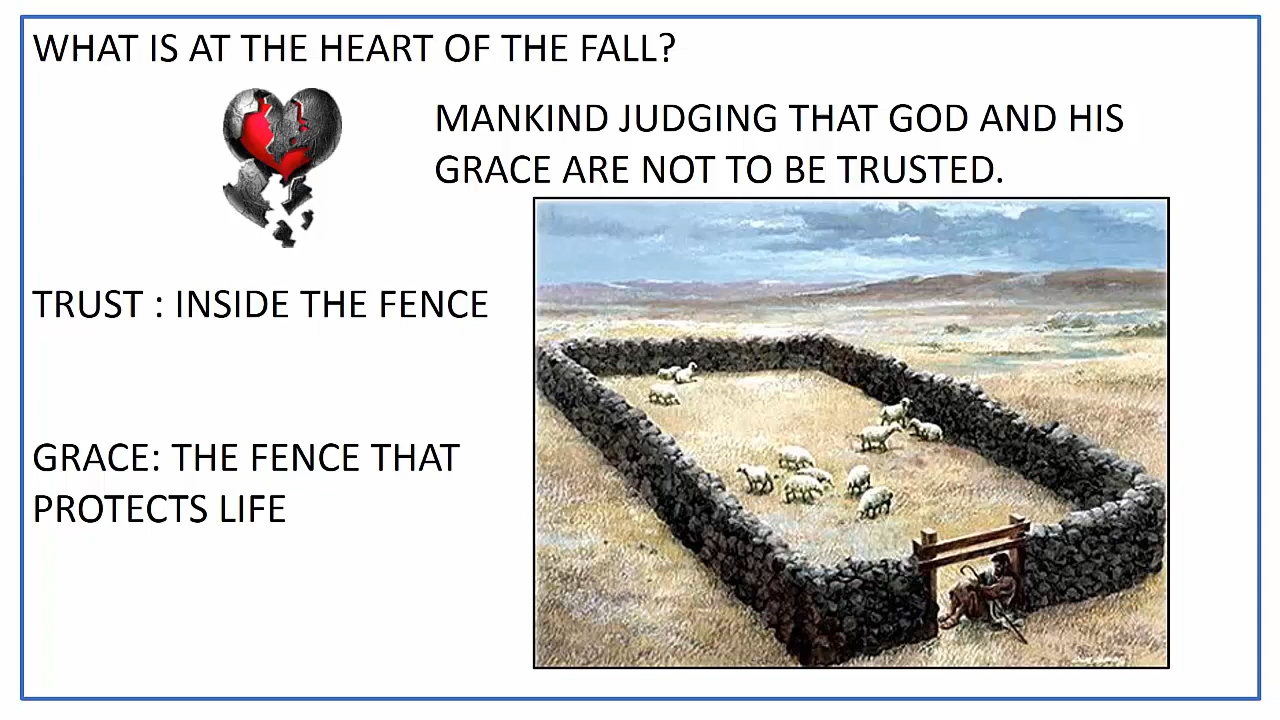 WHAT IS AT THE HEART OF THE FALL?
MANKIND JUDGING THAT GOD AND HIS
GRACE ARE NOT TO BE TRUSTED.
TRUST : INSIDE THE FENCE
GRACE: THE FENCE THAT
PROTECTS LIFE